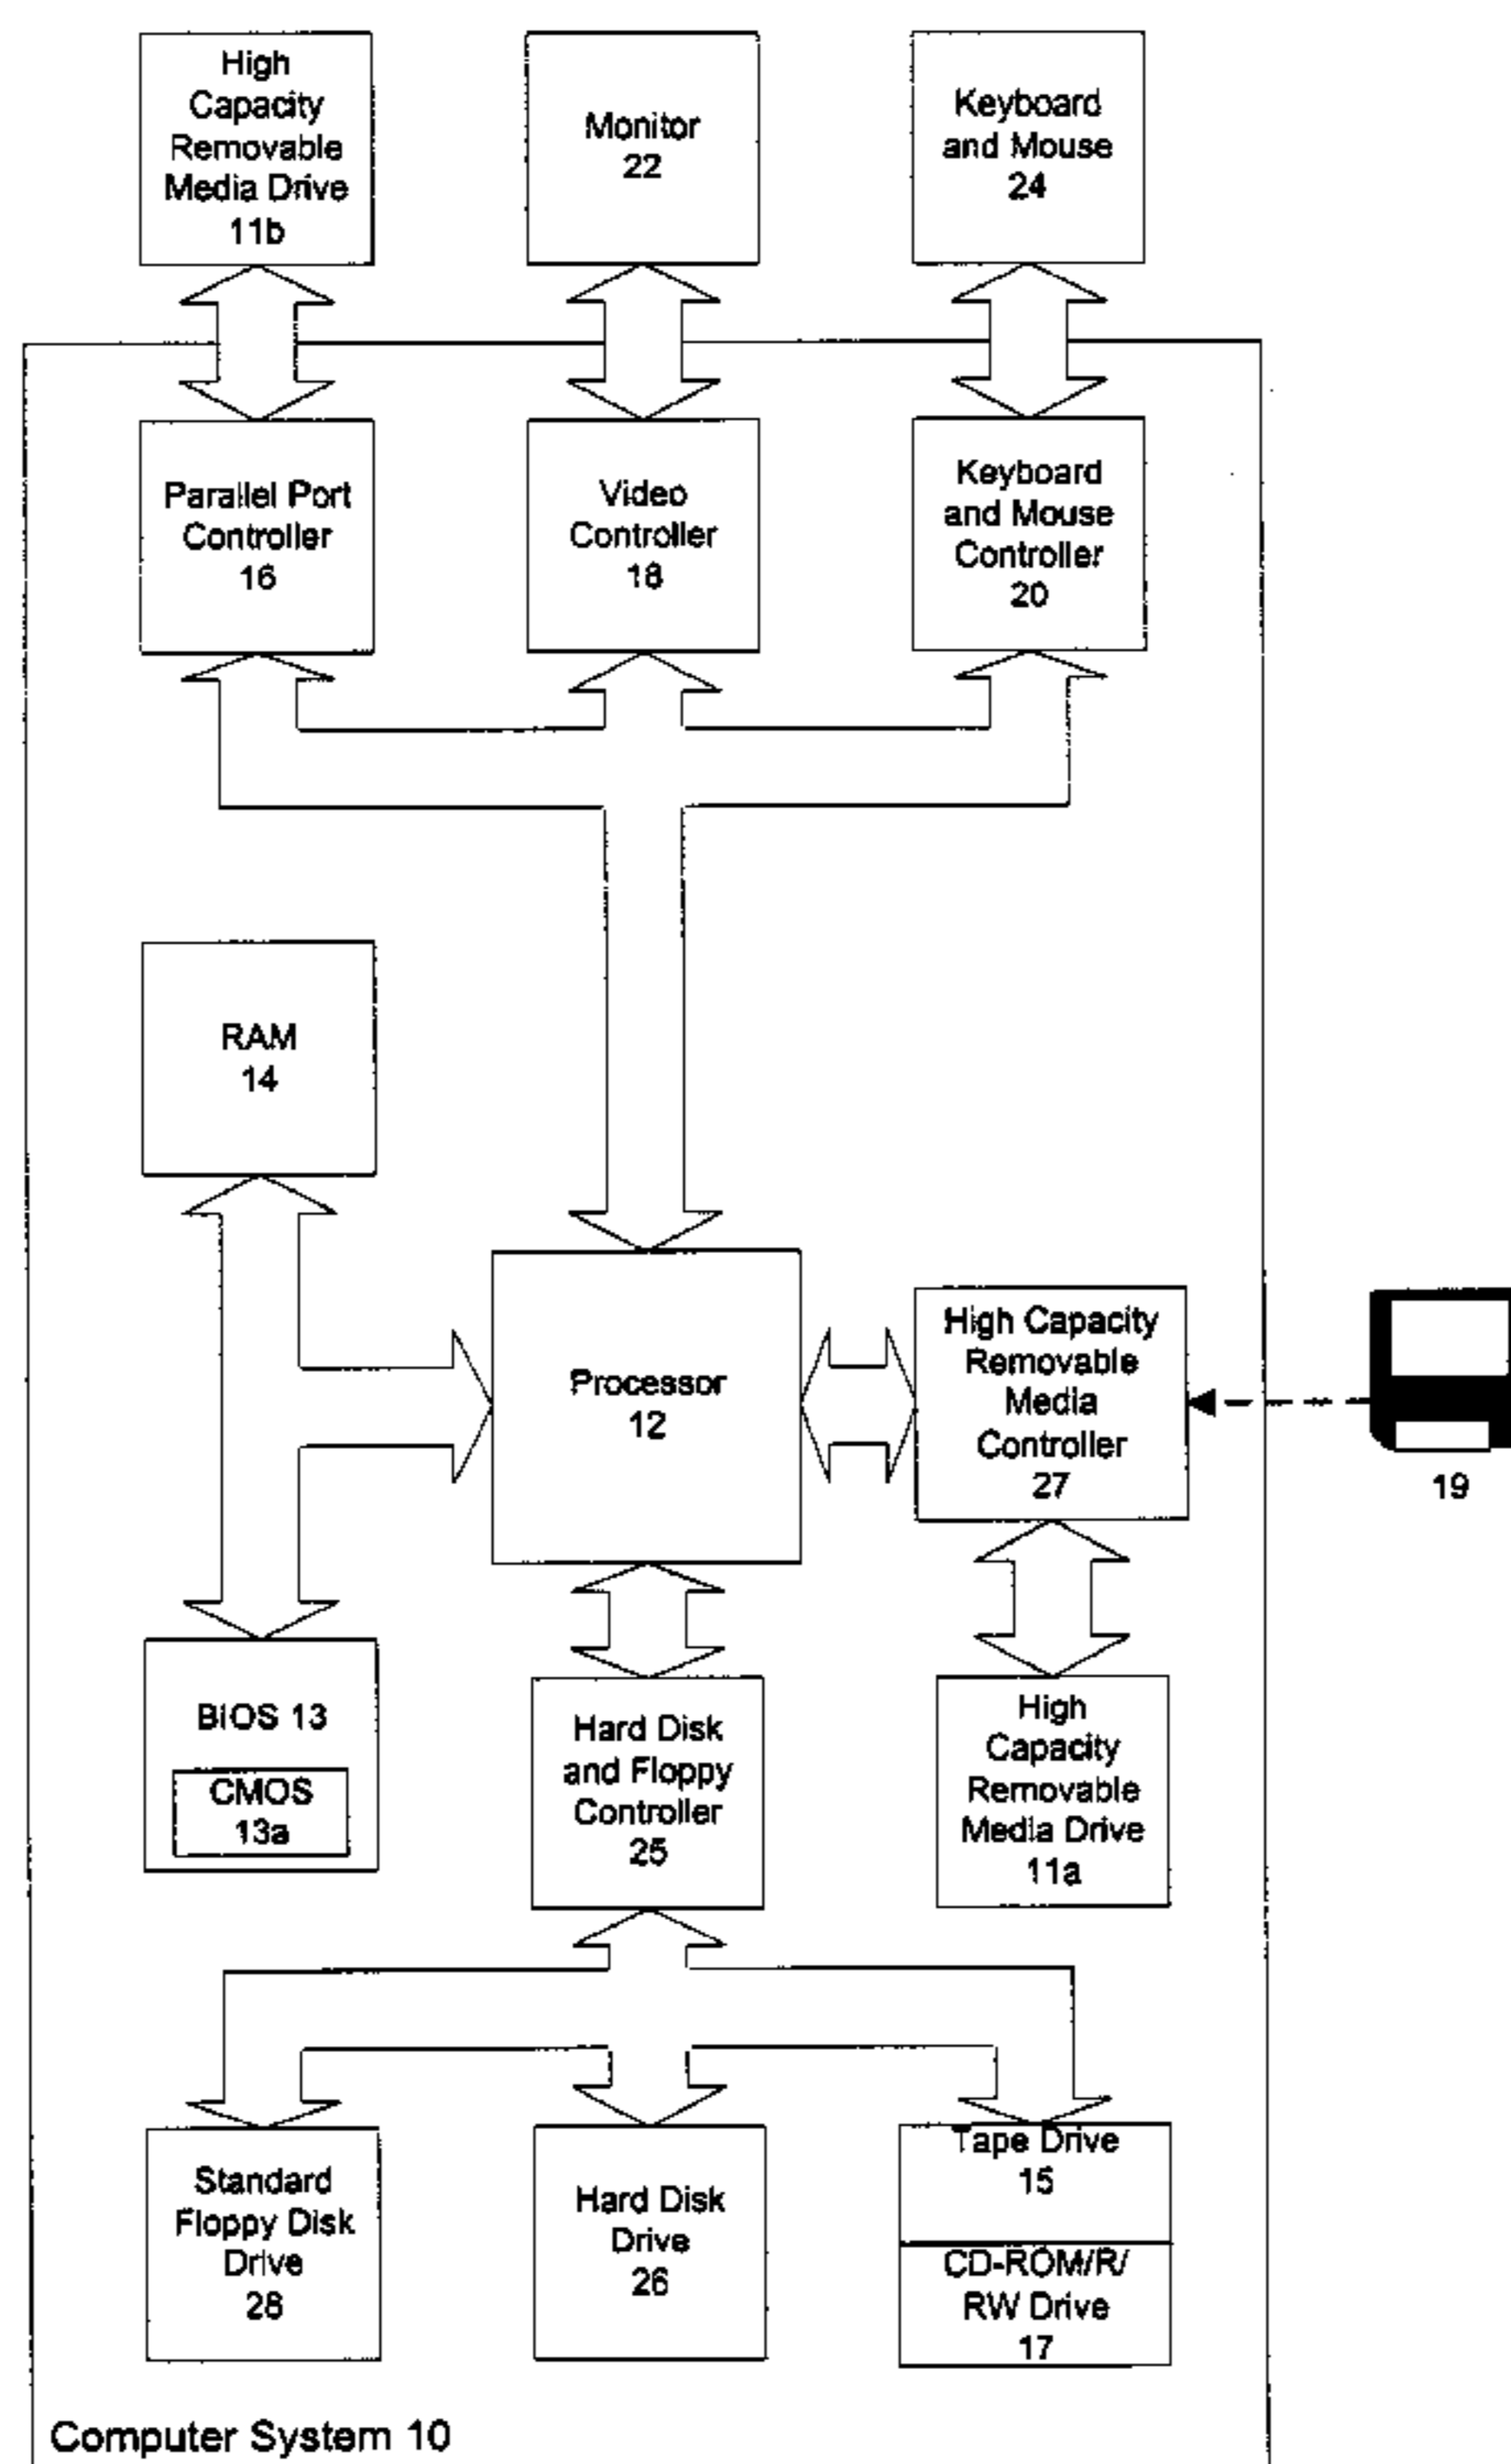 High
Capacity
Removable
Media Drive
11b
Monitor
22
Keyboard
and Mouse
24
Parallel Port
Controller
16
Video
Controller
18
Keyboard
and Mouse
Controller
20
RAM
14
Processor
12
High Capacity
Removable
Media
Controller
27
19
BIOS 13
CMOS
13a
Hard Disk
and Floppy
Controller
25
High
Capacity
Removable
Media Drive
11a
Standard
Floppy Disk
Drive
28
Hard Disk
Drive
26
Tape Drive
15
CD-ROM/R/
RW Drive
17
Computer System 10